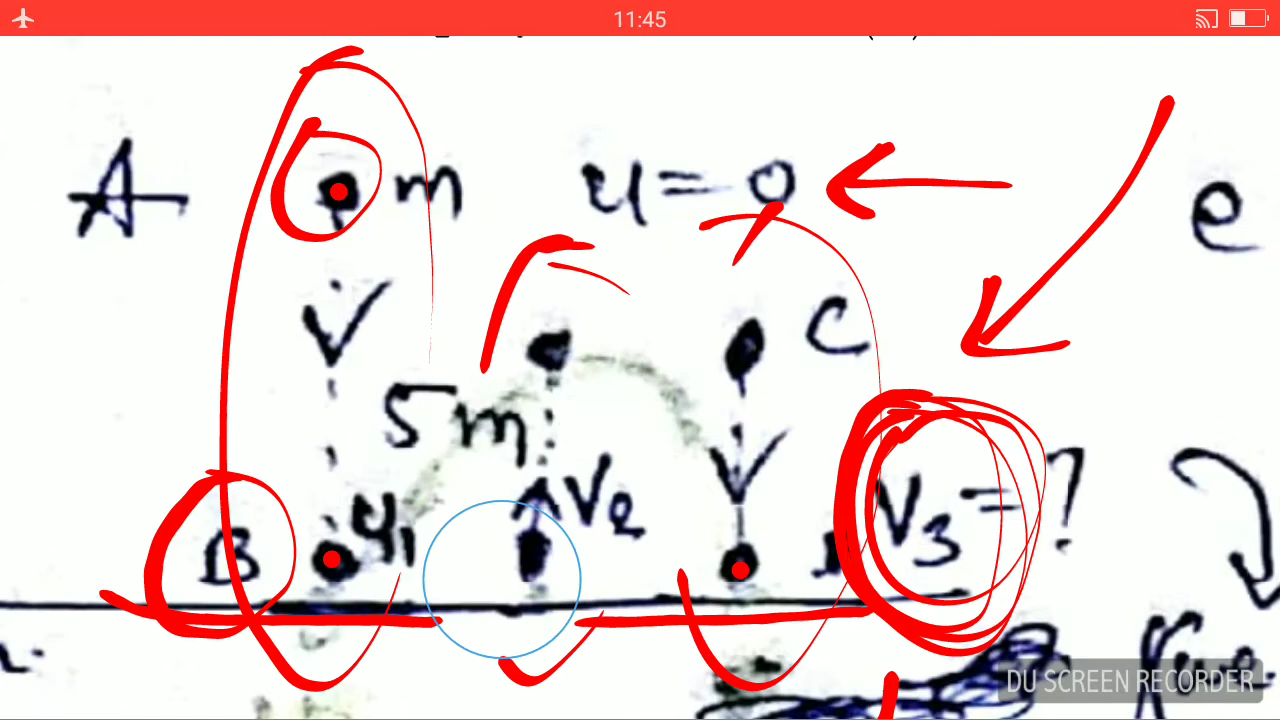 11:45
A m u = 0 e
C
5m
B u₁ V₂ V₃ = ?
DU SCREEN RECORDER